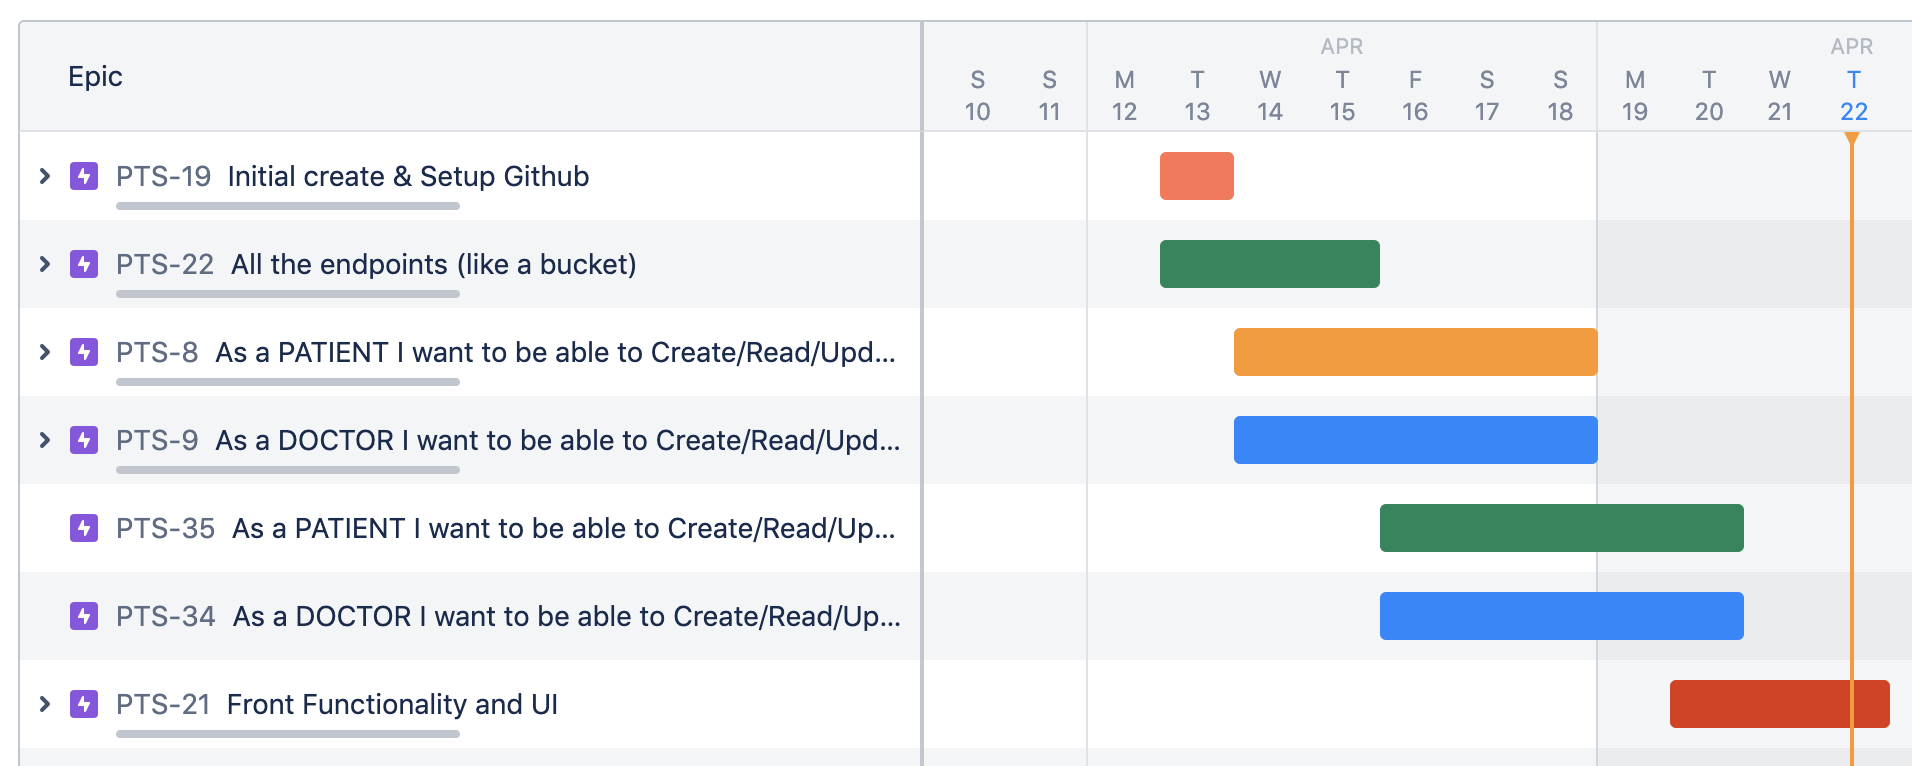 Epic
APR APR
S S M T W T F S S M T W T
10 11 12 13 14 15 16 17 18 19 20 21 22
PTS-19 Initial create & Setup Github
PTS-22 All the endpoints (like a bucket)
PTS-8 As a PATIENT I want to be able to Create/Read/Upd...
PTS-9 As a DOCTOR I want to be able to Create/Read/Upd...
PTS-35 As a PATIENT I want to be able to Create/Read/Up...
PTS-34 As a DOCTOR I want to be able to Create/Read/Up...
PTS-21 Front Functionality and UI